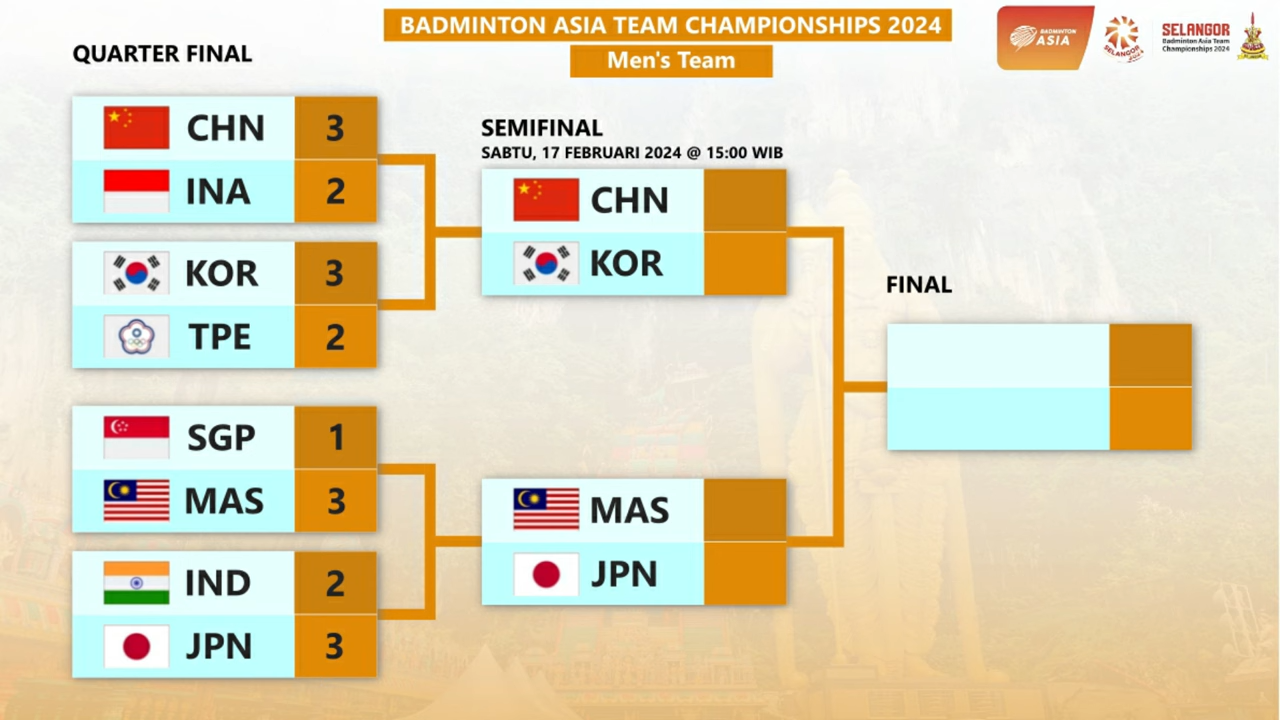 BADMINTON ASIA TEAM CHAMPIONSHIPS 2024
Men's Team
BADMINTON
ASIA
SELANGOR
SELANGOR
Badminton Asia Team
Championships 2024
QUARTER FINAL
CHN 3
INA 2
KOR 3
TPE 2
SGP 1
MAS 3
IND 2
JPN 3
SEMIFINAL
SABTU, 17 FEBRUARI 2024 @ 15:00 WIB
CHN
KOR
MAS
JPN
FINAL